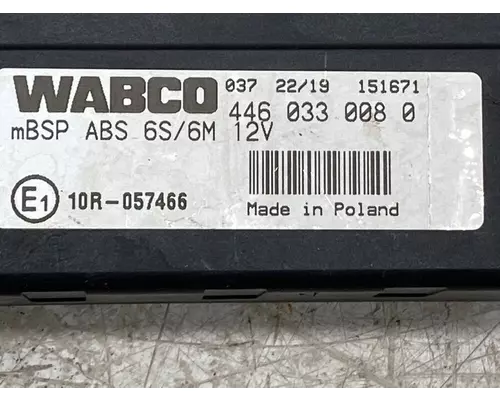 WABCO 037 22/19 151671
446 033 008 0
mBSP ABS 6S/6M 12V
E1 10R-057466
Made in Poland